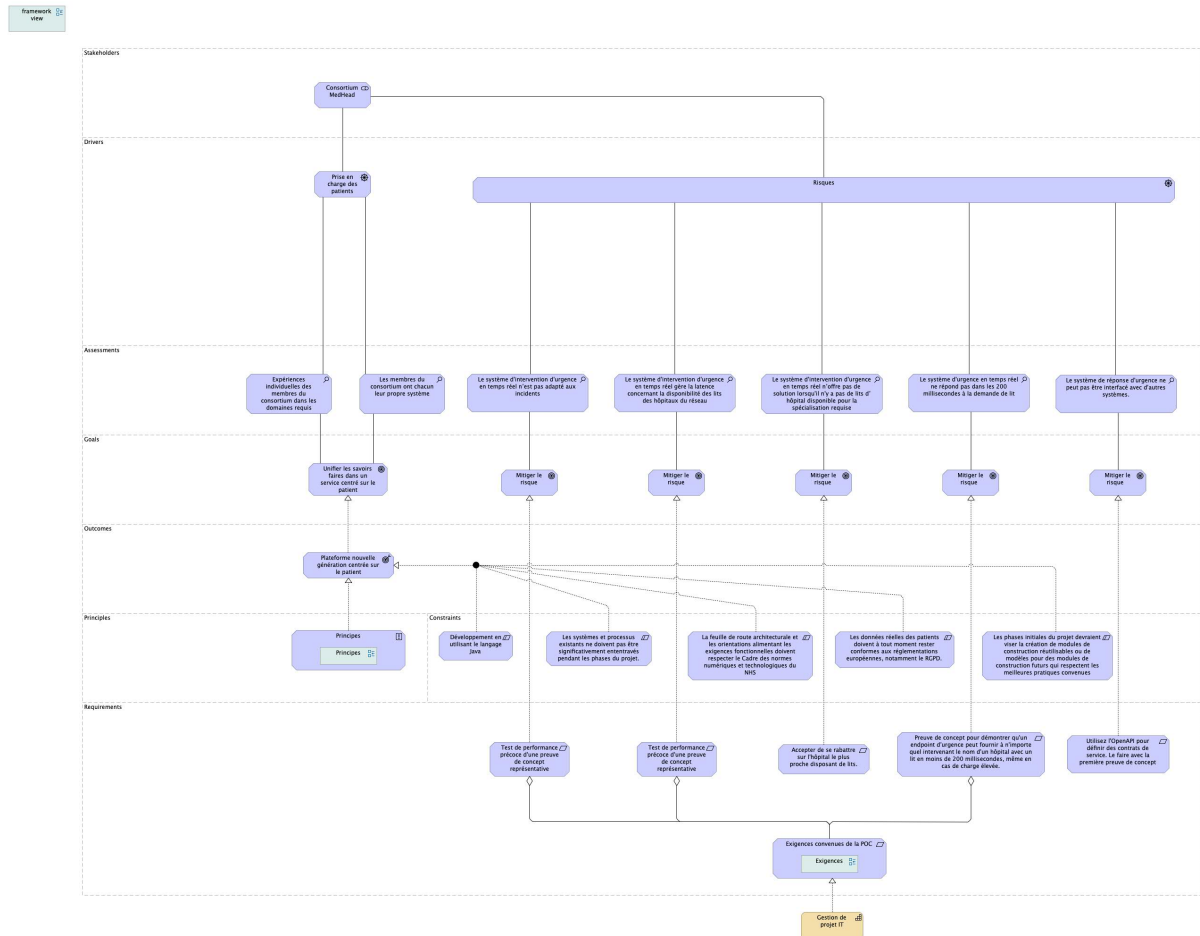 framework
view
Stakeholders
Consortium
MedHead
Drivers
Prise en
charge des
patients
Risques
Assessments
Expériences
individuelles des
membres du
consortium dans les
domaines requis
Les membres du
consortium ont chacun
leur propre système
Le système d'intervention d'urgence
en temps réel n'est pas adapté aux
incidents
Le système d'intervention d'urgence
en temps réel gère la latence
concernant la disponibilité des lits
des hôpitaux du réseau
Le système d'intervention d'urgence
en temps réel n'offre pas de
solution lorsqu'il n'y a pas de lits d'
hôpital disponible pour la
spécialisation requise
Le système d'urgence en temps réel
ne répond pas dans les 200
millisecondes à la demande de lit
Le système de réponse d'urgence ne
peut pas être interfacé avec d'autres
systèmes.
Goals
Unifier les savoirs
faires dans un
service centré sur le
patient
Mitiger le
risque
Mitiger le
risque
Mitiger le
risque
Mitiger le
risque
Mitiger le
risque
Outcomes
Plateforme nouvelle
génération centrée sur
le patient
Principles
Principes
Principes
Constraints
Développement en
utilisant le langage
Java
Les systèmes et processus
existants ne doivent pas être
significativement ententravés
pendant les phases du projet.
La feuille de route architecturale et
les orientations alimentant les
exigences fonctionnelles doivent
respecter le Cadre des normes
numériques et technologiques du
NHS
Les données réelles des patients
doivent à tout moment rester
conformes aux réglementations
européennes, notamment le RGPD.
Les phases initiales du projet devraient
viser la création de modules de
construction réutilisables ou de
modèles pour des modules de
construction futurs qui respectent les
meilleures pratiques convenues
Requirements
Test de performance
précoce d'une preuve
de concept
représentative
Test de performance
précoce d'une preuve
de concept
représentative
Accepter de se rabattre
sur l'hôpital le plus
proche disposant de lits.
Preuve de concept pour démontrer qu'un
endpoint d'urgence peut fournir à n'importe
quel intervenant le nom d'un hôpital avec un
lit en moins de 200 millisecondes, même en
cas de charge élevée.
Utilisez l'OpenAPI pour
définir des contrats de
service. Le faire avec la
première preuve de concept
Exigences convenues de la POC
Exigences
Gestion de
projet IT